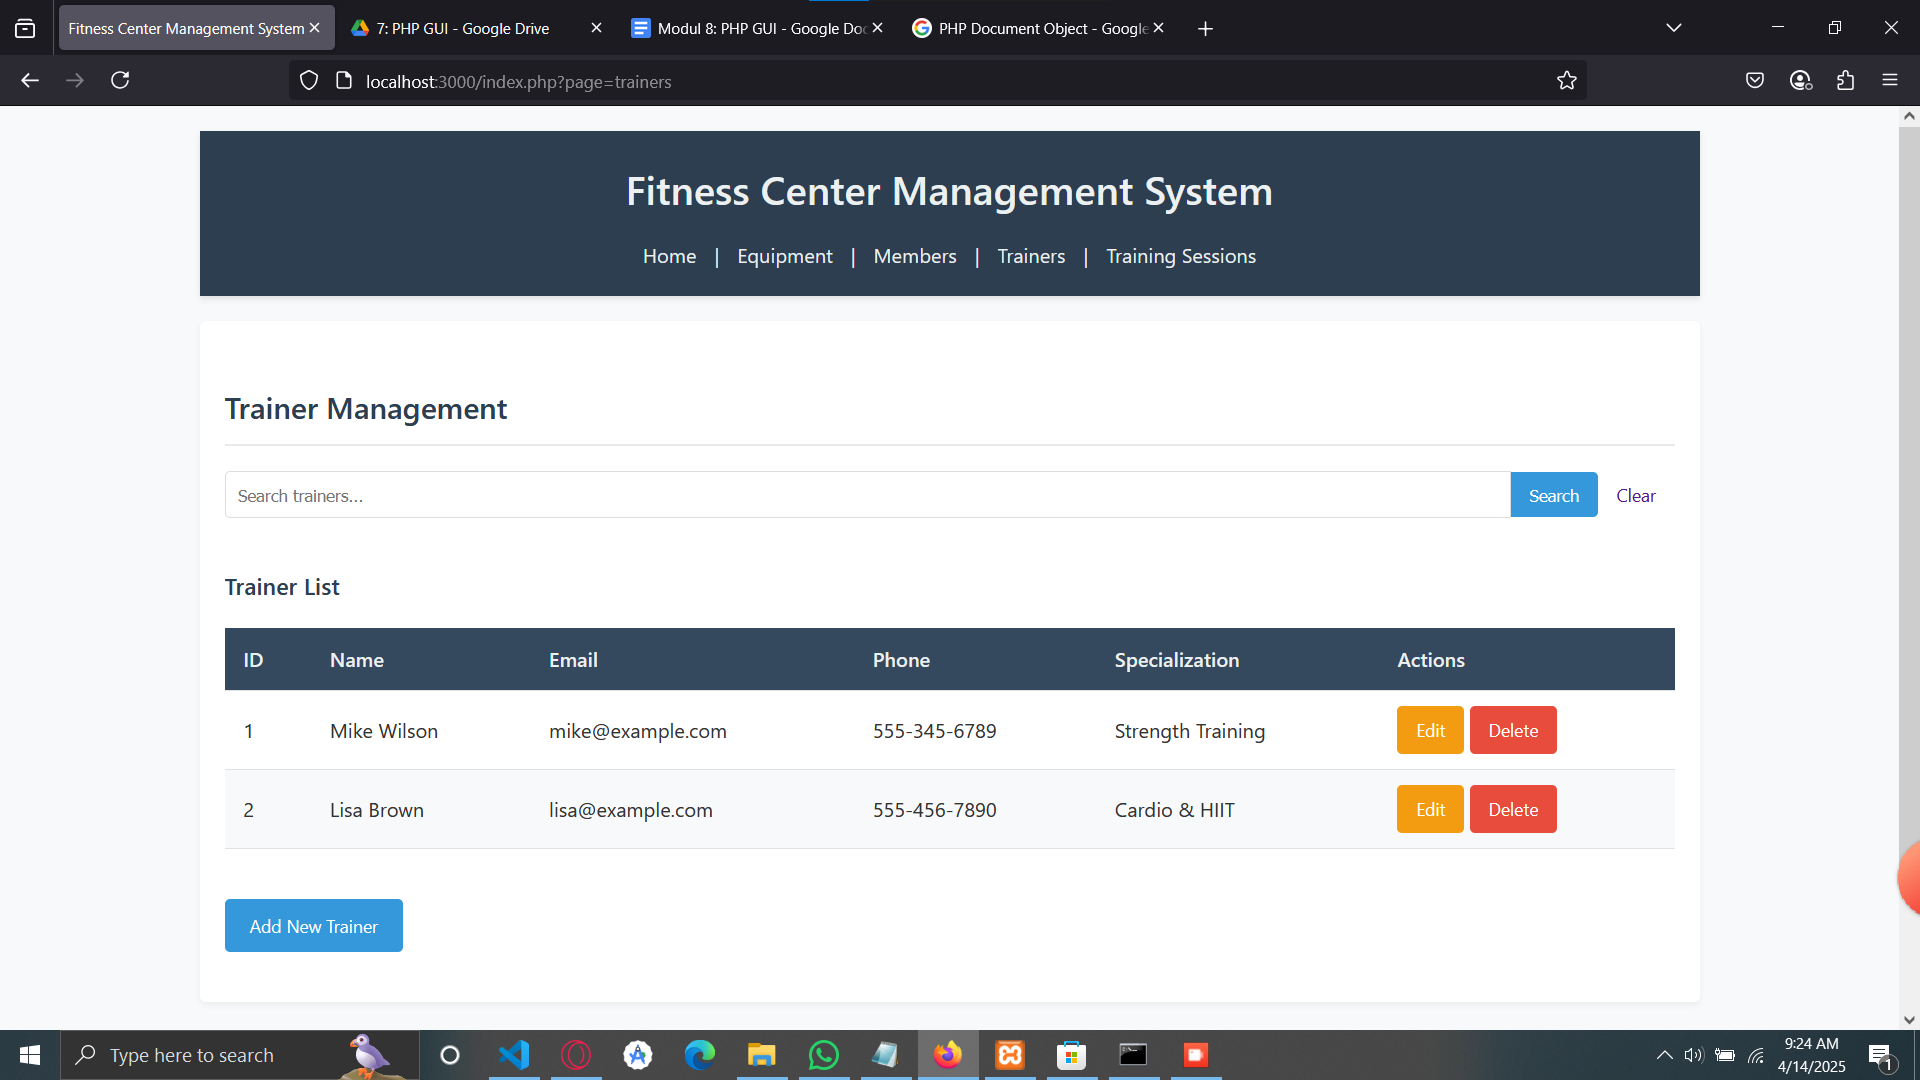 Fitness Center Management System
7: PHP GUI - Google Drive
Modul 8: PHP GUI - Google Doc
PHP Document Object - Google
localhost:3000/index.php?page=trainers
Fitness Center Management System
Home | Equipment | Members | Trainers | Training Sessions
Trainer Management
Search trainers... Search Clear
Trainer List
ID Name Email Phone Specialization Actions
1 Mike Wilson mike@example.com 555-345-6789 Strength Training Edit Delete
2 Lisa Brown lisa@example.com 555-456-7890 Cardio & HIIT Edit Delete
Add New Trainer
Type here to search
9:24 AM
4/14/2025
1